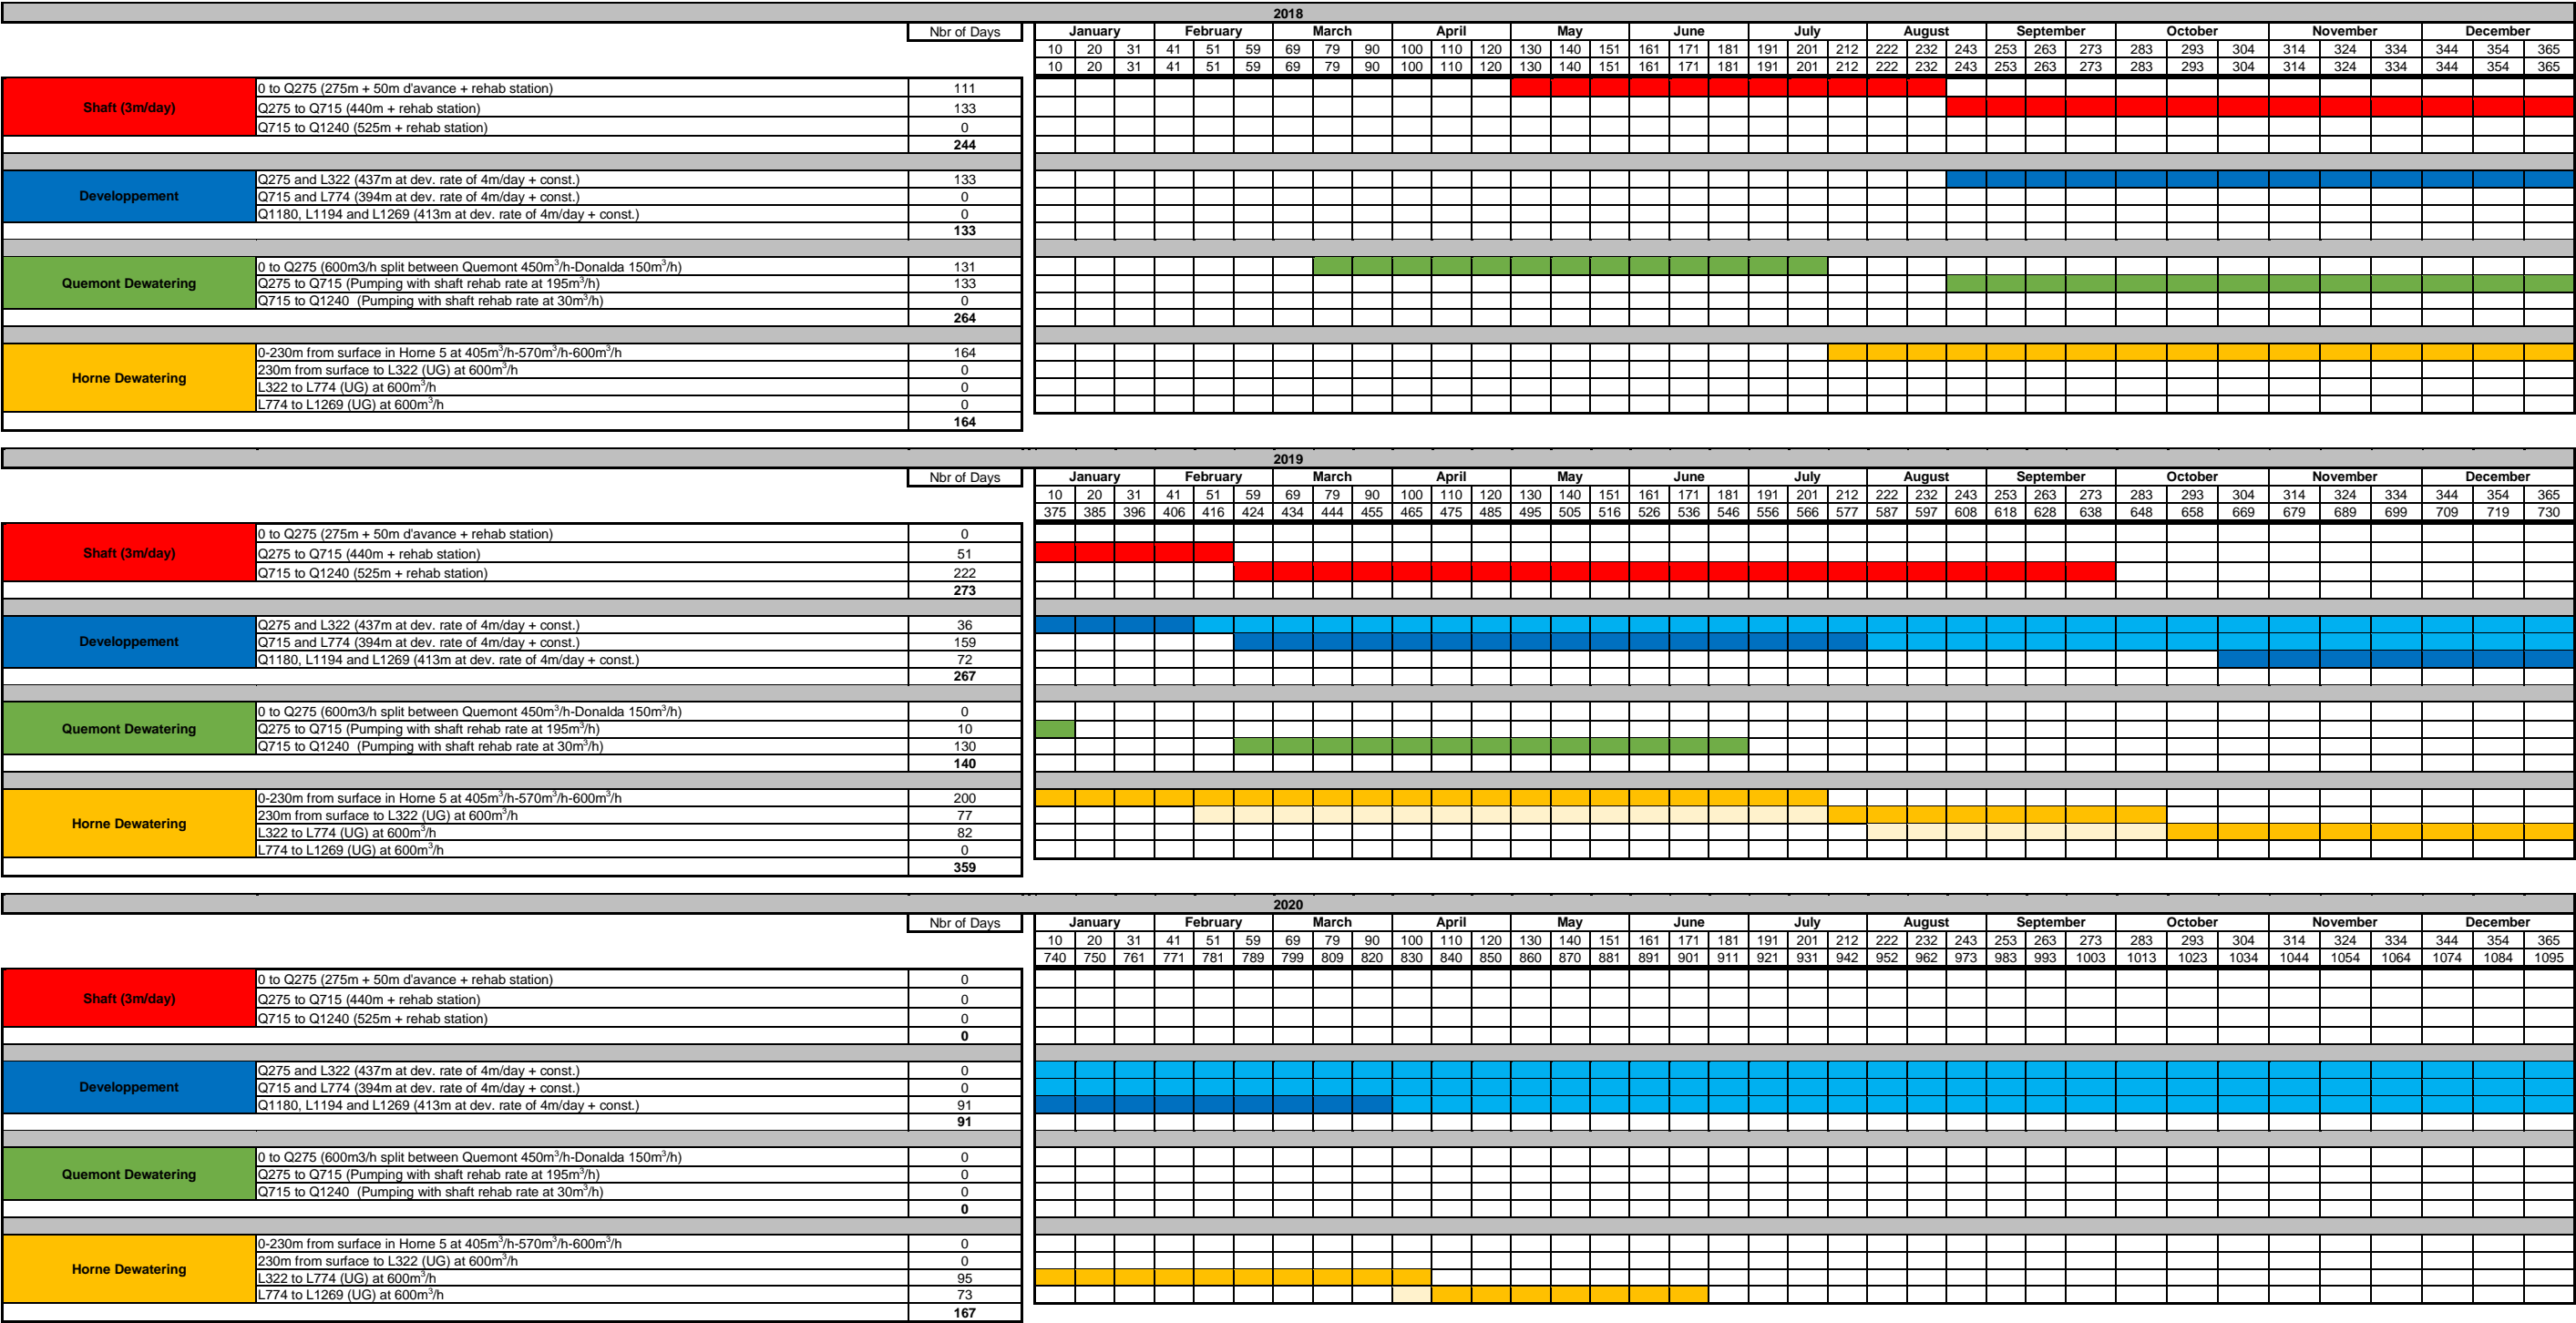 2018
Nbr of Days January February March April May June July August September October November December
10 20 31 41 51 59 69 79 90 100 110 120 130 140 151 161 171 181 191 201 212 222 232 243 253 263 273 283 293 304 314 324 334 344 354 365
10 20 31 41 51 59 69 79 90 100 110 120 130 140 151 161 171 181 191 201 212 222 232 243 253 263 273 283 293 304 314 324 334 344 354 365
0 to Q275 (275m + 50m d'avance + rehab station) 111
Shaft (3m/day) Q275 to Q715 (440m + rehab station) 133
Q715 to Q1240 (525m + rehab station) 0
244
Q275 and L322 (437m at dev. rate of 4m/day + const.) 133
Developpement Q715 and L774 (394m at dev. rate of 4m/day + const.) 0
Q1180, L1194 and L1269 (413m at dev. rate of 4m/day + const.) 0
133
0 to Q275 (600m3/h split between Quemont 450m³/h-Donalda 150m³/h) 131
Quemont Dewatering Q275 to Q715 (Pumping with shaft rehab rate at 195m³/h) 133
Q715 to Q1240 (Pumping with shaft rehab rate at 30m³/h) 0
264
0-230m from surface in Horne 5 at 405m³/h-570m³/h-600m³/h 164
230m from surface to L322 (UG) at 600m³/h 0
Horne Dewatering
L322 to L774 (UG) at 600m³/h 0
L774 to L1269 (UG) at 600m³/h 0
164
2019
Nbr of Days January February March April May June July August September October November December
10 20 31 41 51 59 69 79 90 100 110 120 130 140 151 161 171 181 191 201 212 222 232 243 253 263 273 283 293 304 314 324 334 344 354 365
375 385 396 406 416 424 434 444 455 465 475 485 495 505 516 526 536 546 556 566 577 587 597 608 618 628 638 648 658 669 679 689 699 709 719 730
0 to Q275 (275m + 50m d'avance + rehab station) 0
Shaft (3m/day) Q275 to Q715 (440m + rehab station) 51
Q715 to Q1240 (525m + rehab station) 222
273
Q275 and L322 (437m at dev. rate of 4m/day + const.) 36
Developpement Q715 and L774 (394m at dev. rate of 4m/day + const.) 159
Q1180, L1194 and L1269 (413m at dev. rate of 4m/day + const.) 72
267
0 to Q275 (600m3/h split between Quemont 450m³/h-Donalda 150m³/h) 0
Quemont Dewatering Q275 to Q715 (Pumping with shaft rehab rate at 195m³/h) 10
Q715 to Q1240 (Pumping with shaft rehab rate at 30m³/h) 130
140
0-230m from surface in Horne 5 at 405m³/h-570m³/h-600m³/h 200
230m from surface to L322 (UG) at 600m³/h 77
Horne Dewatering
L322 to L774 (UG) at 600m³/h 82
L774 to L1269 (UG) at 600m³/h 0
359
2020
Nbr of Days January February March April May June July August September October November December
10 20 31 41 51 59 69 79 90 100 110 120 130 140 151 161 171 181 191 201 212 222 232 243 253 263 273 283 293 304 314 324 334 344 354 365
740 750 761 771 781 789 799 809 820 830 840 850 860 870 881 891 901 911 921 931 942 952 962 973 983 993 1003 1013 1023 1034 1044 1054 1064 1074 1084 1095
0 to Q275 (275m + 50m d'avance + rehab station) 0
Shaft (3m/day) Q275 to Q715 (440m + rehab station) 0
Q715 to Q1240 (525m + rehab station) 0
0
Q275 and L322 (437m at dev. rate of 4m/day + const.) 0
Developpement Q715 and L774 (394m at dev. rate of 4m/day + const.) 0
Q1180, L1194 and L1269 (413m at dev. rate of 4m/day + const.) 91
91
0 to Q275 (600m3/h split between Quemont 450m³/h-Donalda 150m³/h) 0
Quemont Dewatering Q275 to Q715 (Pumping with shaft rehab rate at 195m³/h) 0
Q715 to Q1240 (Pumping with shaft rehab rate at 30m³/h) 0
0
0-230m from surface in Horne 5 at 405m³/h-570m³/h-600m³/h 0
230m from surface to L322 (UG) at 600m³/h 0
Horne Dewatering
L322 to L774 (UG) at 600m³/h 95
L774 to L1269 (UG) at 600m³/h 73
167